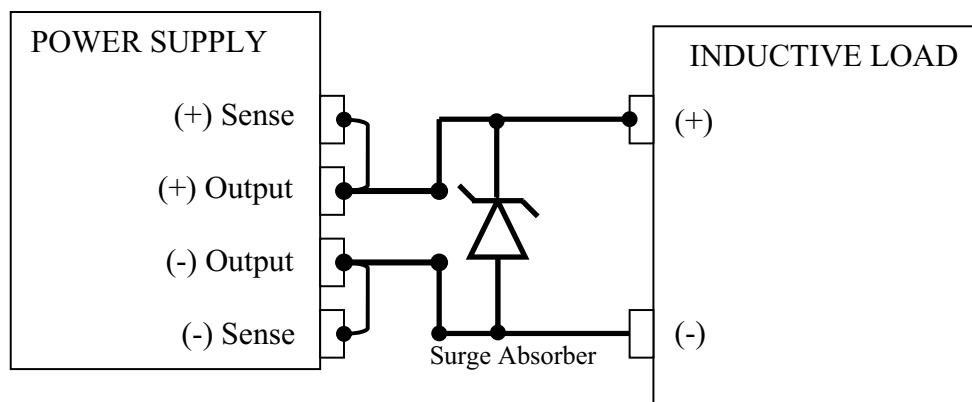 POWER SUPPLY
INDUCTIVE LOAD
(+) Sense
(+)
(+) Output
(-) Output
(-) Sense
(-)
Surge Absorber